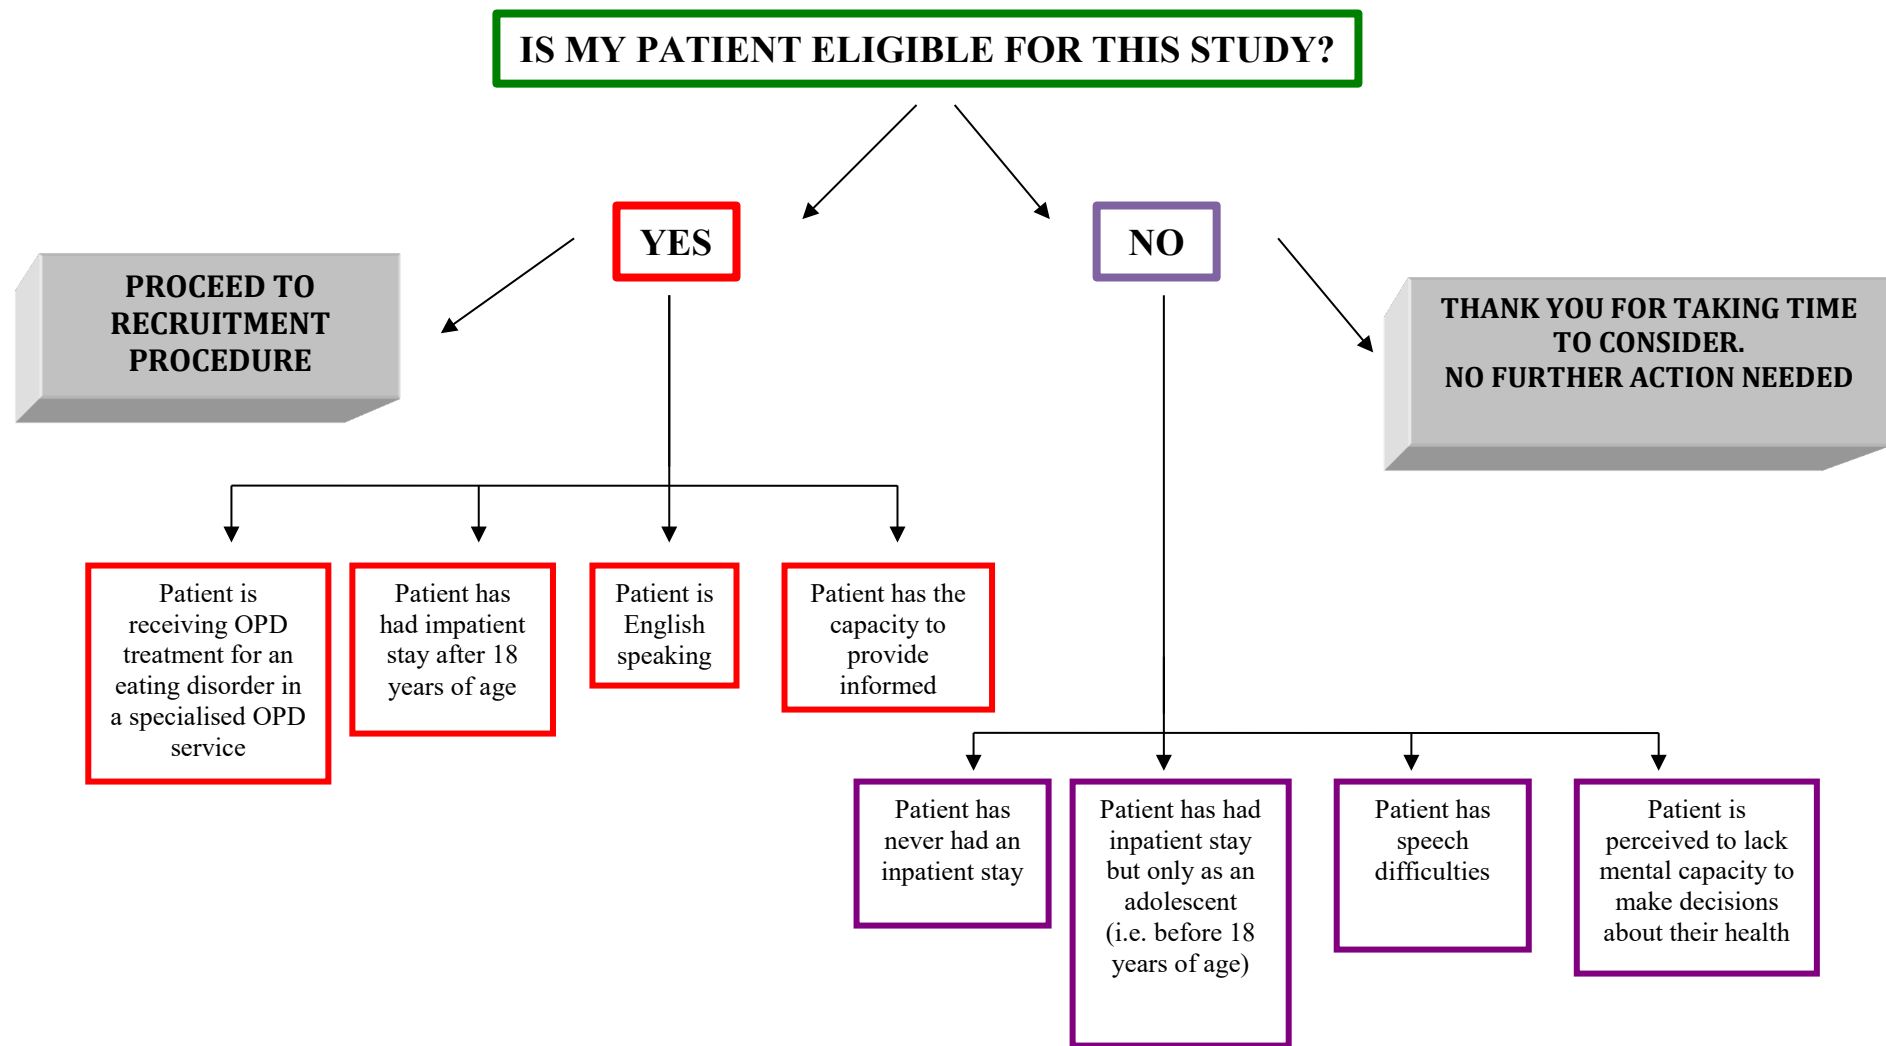 IS MY PATIENT ELIGIBLE FOR THIS STUDY?
YES
NO
PROCEED TO
RECRUITMENT
PROCEDURE
THANK YOU FOR TAKING TIME
TO CONSIDER.
NO FURTHER ACTION NEEDED
Patient is
receiving OPD
treatment for an
eating disorder in
a specialised OPD
service
Patient has
had impatient
stay after 18
years of age
Patient is
English
speaking
Patient has the
capacity to
provide
informed
Patient has
never had an
inpatient stay
Patient has had
inpatient stay
but only as an
adolescent
(i.e. before 18
years of age)
Patient has
speech
difficulties
Patient is
perceived to lack
mental capacity to
make decisions
about their health